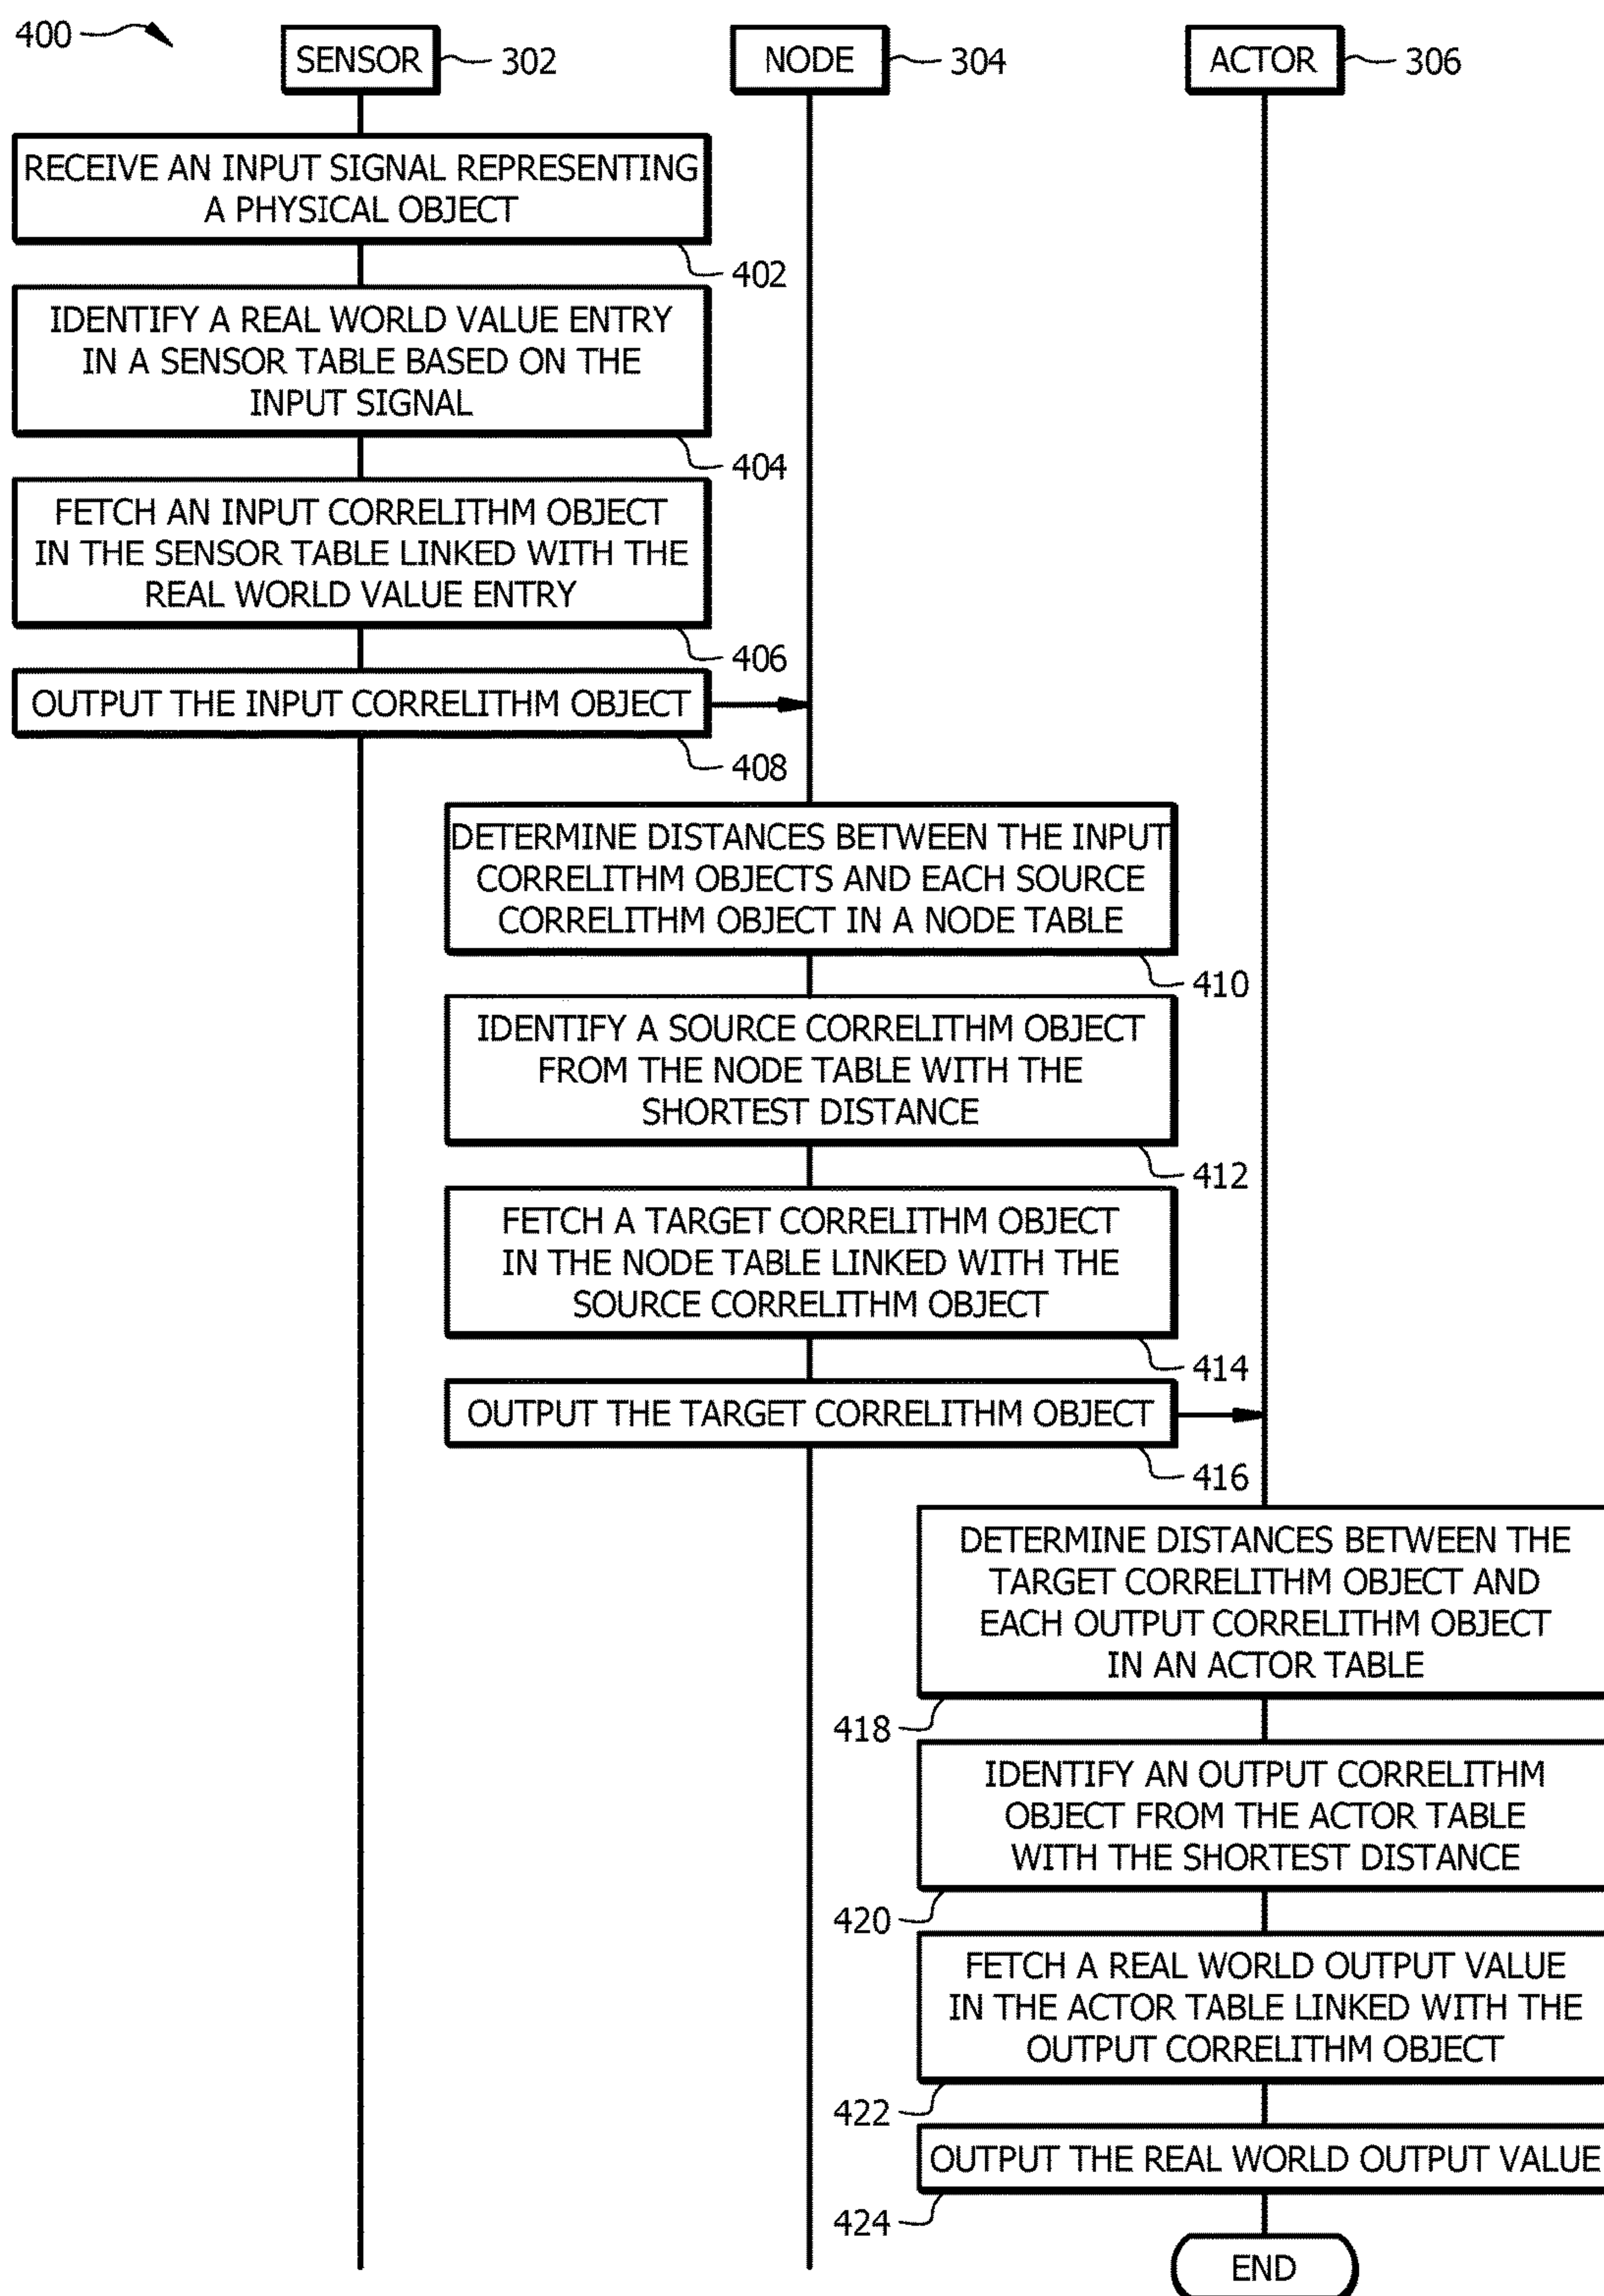 400
SENSOR
302
NODE
304
ACTOR
306
RECEIVE AN INPUT SIGNAL REPRESENTING
A PHYSICAL OBJECT
402
IDENTIFY A REAL WORLD VALUE ENTRY
IN A SENSOR TABLE BASED ON THE
INPUT SIGNAL
404
FETCH AN INPUT CORRELITHM OBJECT
IN THE SENSOR TABLE LINKED WITH THE
REAL WORLD VALUE ENTRY
406
OUTPUT THE INPUT CORRELITHM OBJECT
408
DETERMINE DISTANCES BETWEEN THE INPUT
CORRELITHM OBJECTS AND EACH SOURCE
CORRELITHM OBJECT IN A NODE TABLE
410
IDENTIFY A SOURCE CORRELITHM OBJECT
FROM THE NODE TABLE WITH THE
SHORTEST DISTANCE
412
FETCH A TARGET CORRELITHM OBJECT
IN THE NODE TABLE LINKED WITH THE
SOURCE CORRELITHM OBJECT
414
OUTPUT THE TARGET CORRELITHM OBJECT
416
DETERMINE DISTANCES BETWEEN THE
TARGET CORRELITHM OBJECT AND
EACH OUTPUT CORRELITHM OBJECT
IN AN ACTOR TABLE
418
IDENTIFY AN OUTPUT CORRELITHM
OBJECT FROM THE ACTOR TABLE
WITH THE SHORTEST DISTANCE
420
FETCH A REAL WORLD OUTPUT VALUE
IN THE ACTOR TABLE LINKED WITH THE
OUTPUT CORRELITHM OBJECT
422
OUTPUT THE REAL WORLD OUTPUT VALUE
424
END